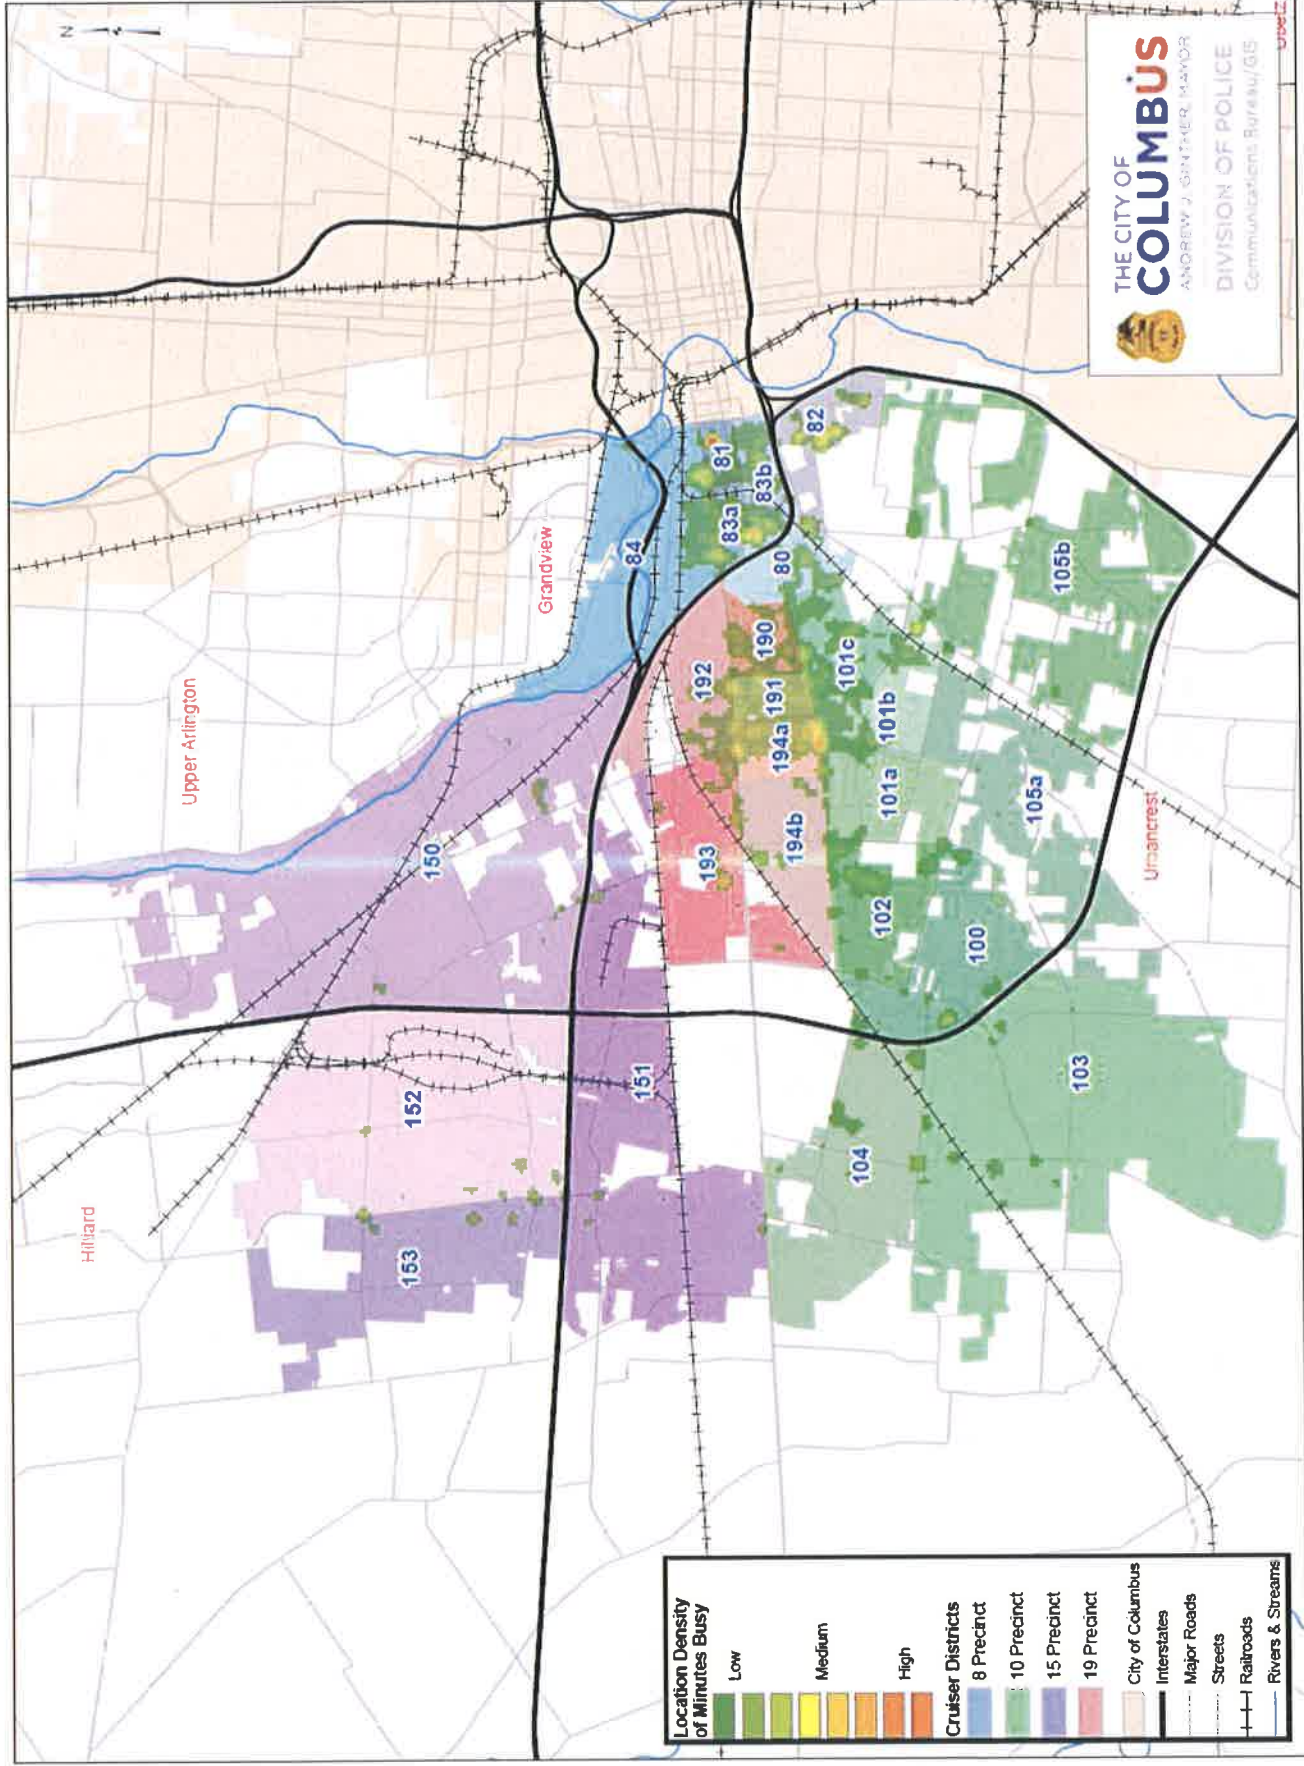 N
THE CITY OF
COLUMBUS
ANDREW J. GINTHER, MAYOR
DIVISION OF POLICE
Communications Bureau/GIS
Obetz
Hilliard
Upper Arlington
Grandview
Urbancrest
153
152
150
151
84
193
192
194b
194a
191
190
83a
81
83b
80
82
104
102
101a
101b
101c
100
103
105a
105b
Location Density
of Minutes Busy
Low
Medium
High
Cruiser Districts
8 Precinct
10 Precinct
15 Precinct
19 Precinct
City of Columbus
Interstates
Major Roads
Streets
Railroads
Rivers & Streams